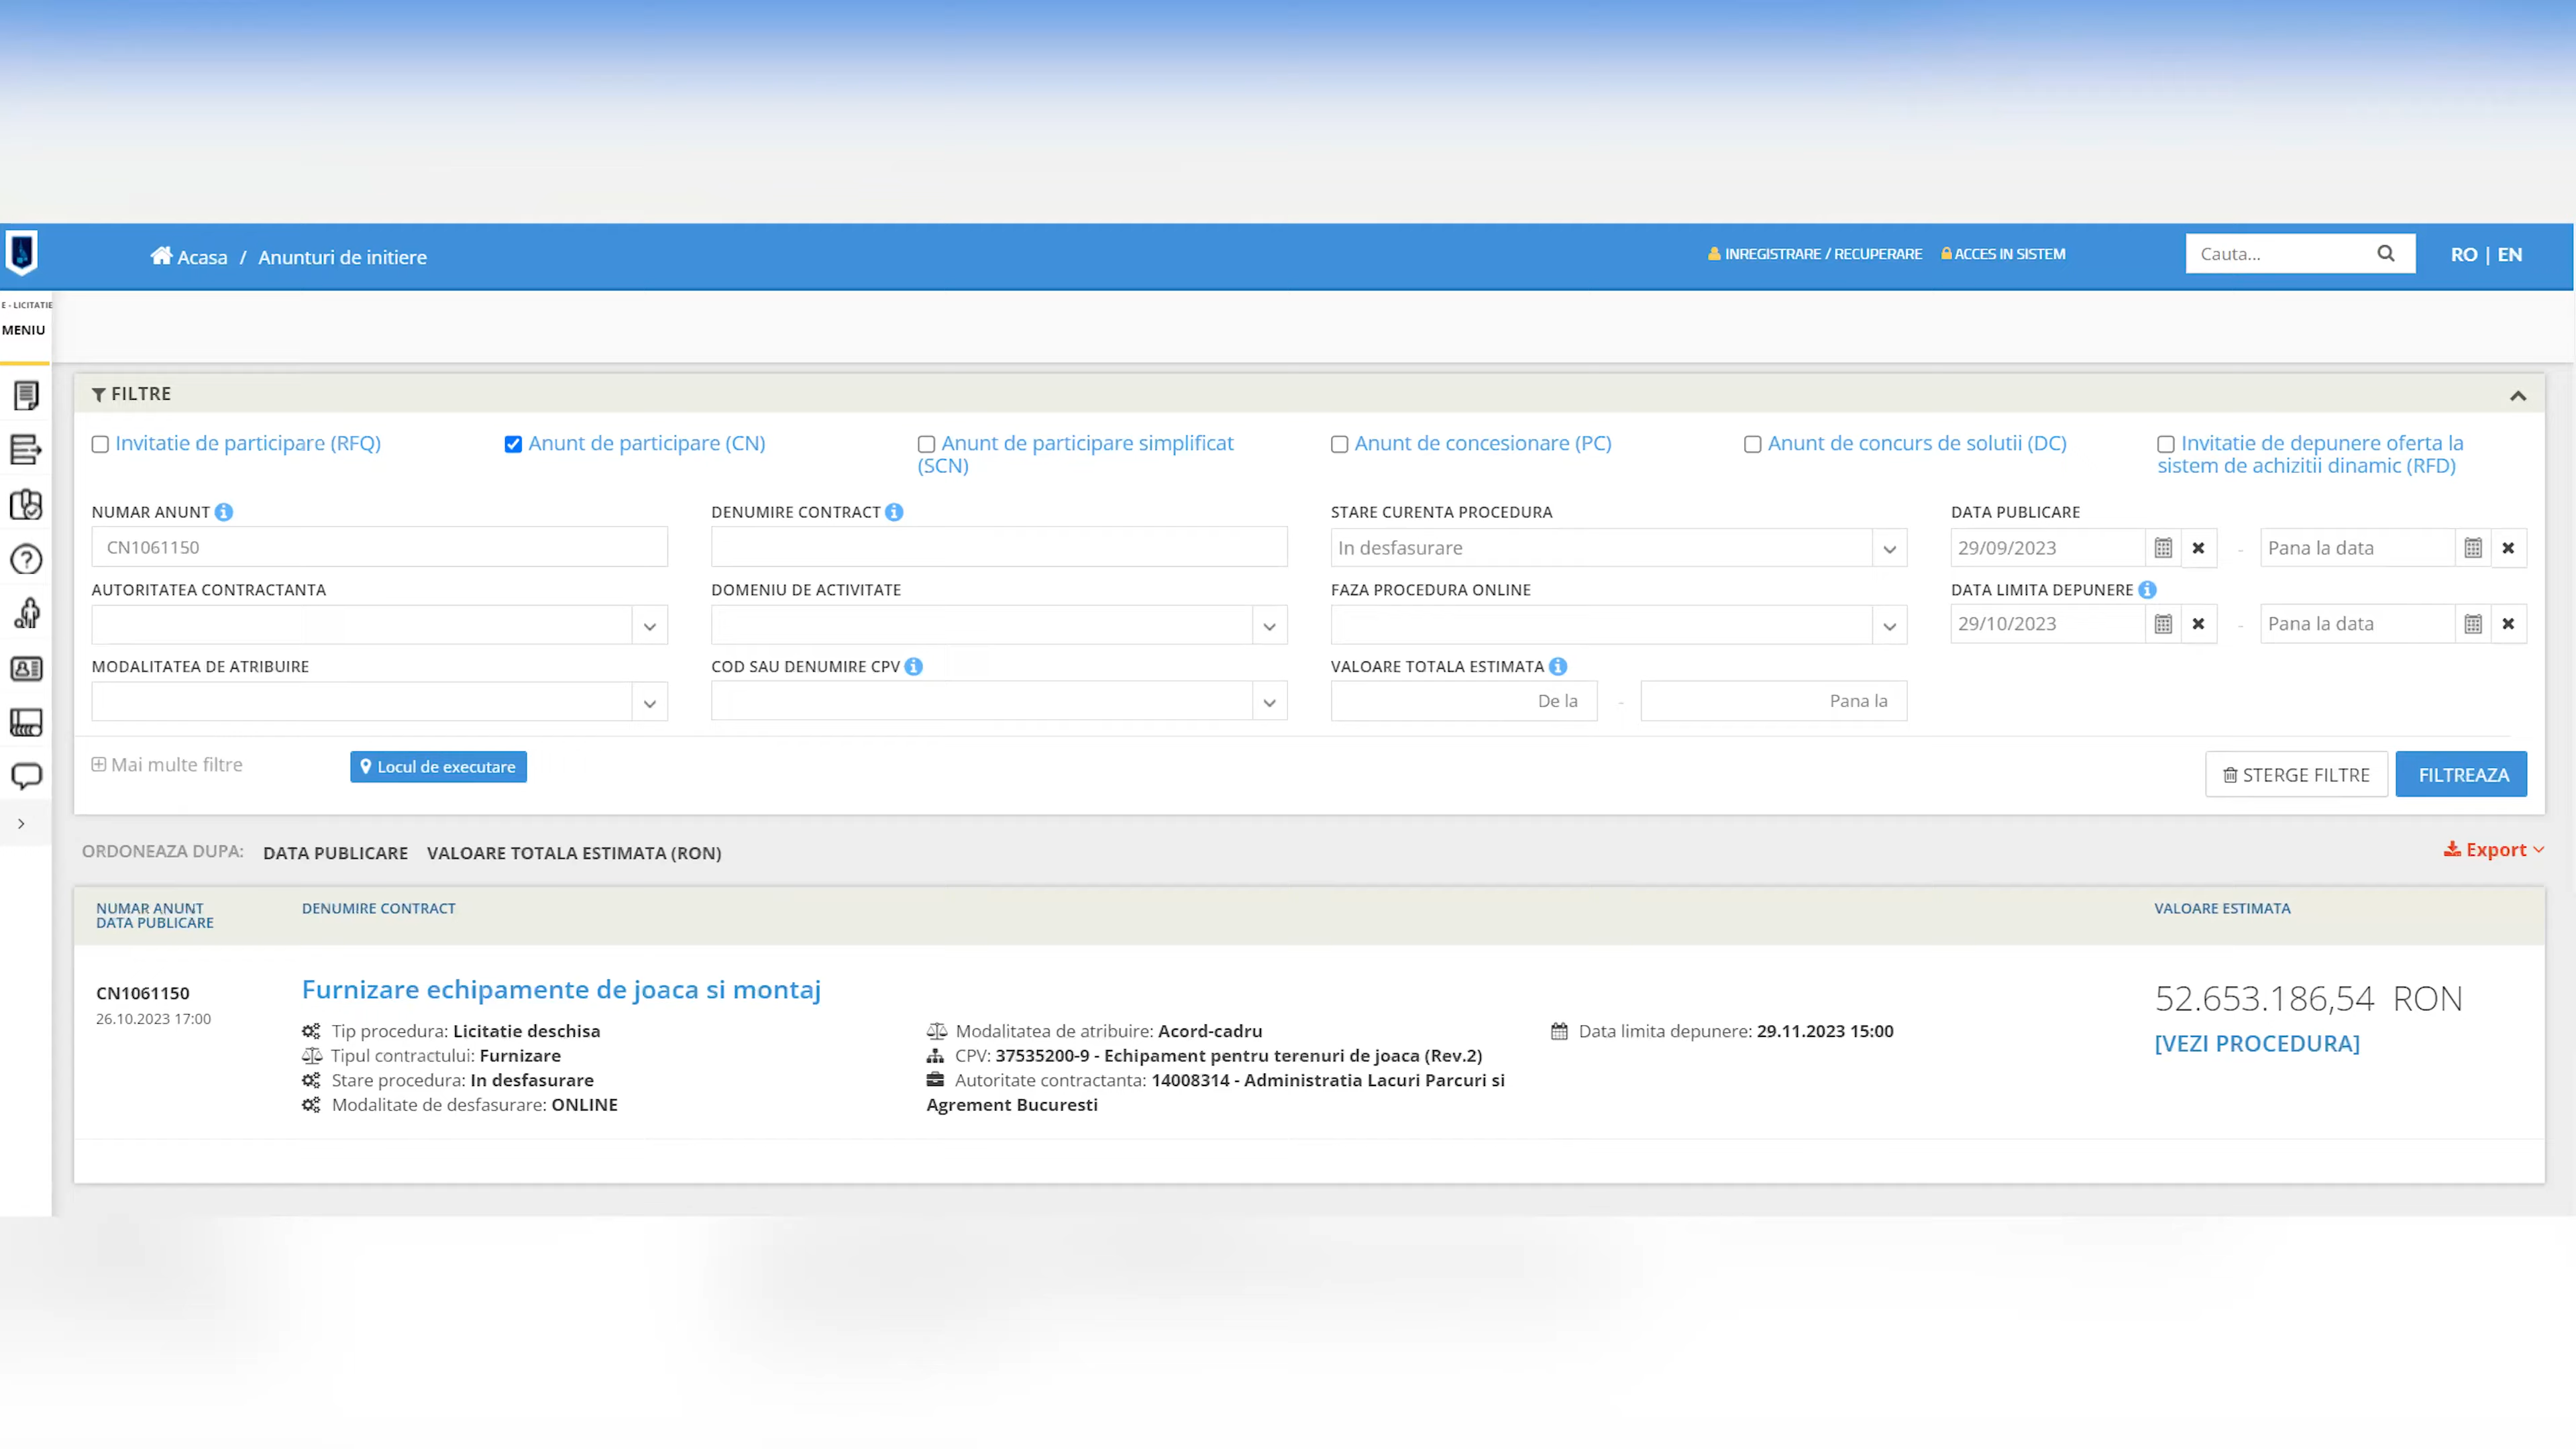 Acasa / Anunturi de initiere
INREGISTRARE / RECUPERARE
ACCES IN SISTEM
Cauta...
RO | EN
E - LICITATIE
MENIU
FILTRE
Invitatie de participare (RFQ)
Anunt de participare (CN)
Anunt de participare simplificat
(SCN)
Anunt de concesionare (PC)
Anunt de concurs de solutii (DC)
Invitatie de depunere oferta la
sistem de achizitii dinamic (RFD)
NUMAR ANUNT
DENUMIRE CONTRACT
STARE CURENTA PROCEDURA
DATA PUBLICARE
CN1061150
In desfasurare
29/09/2023
-
Pana la data
AUTORITATEA CONTRACTANTA
DOMENIU DE ACTIVITATE
FAZA PROCEDURA ONLINE
DATA LIMITA DEPUNERE
29/10/2023
-
Pana la data
MODALITATEA DE ATRIBUIRE
COD SAU DENUMIRE CPV
VALOARE TOTALA ESTIMATA
De la
-
Pana la
Mai multe filtre
Locul de executare
STERGE FILTRE
FILTREAZA
ORDONEAZA DUPA:
DATA PUBLICARE
VALOARE TOTALA ESTIMATA (RON)
Export
NUMAR ANUNT
DATA PUBLICARE
DENUMIRE CONTRACT
VALOARE ESTIMATA
CN1061150
26.10.2023 17:00
Furnizare echipamente de joaca si montaj
Tip procedura: Licitatie deschisa
Tipul contractului: Furnizare
Stare procedura: In desfasurare
Modalitate de desfasurare: ONLINE
Modalitatea de atribuire: Acord-cadru
CPV: 37535200-9 - Echipament pentru terenuri de joaca (Rev.2)
Autoritate contractanta: 14008314 - Administratia Lacuri Parcuri si
Agrement Bucuresti
Data limita depunere: 29.11.2023 15:00
52.653.186,54 RON
[VEZI PROCEDURA]